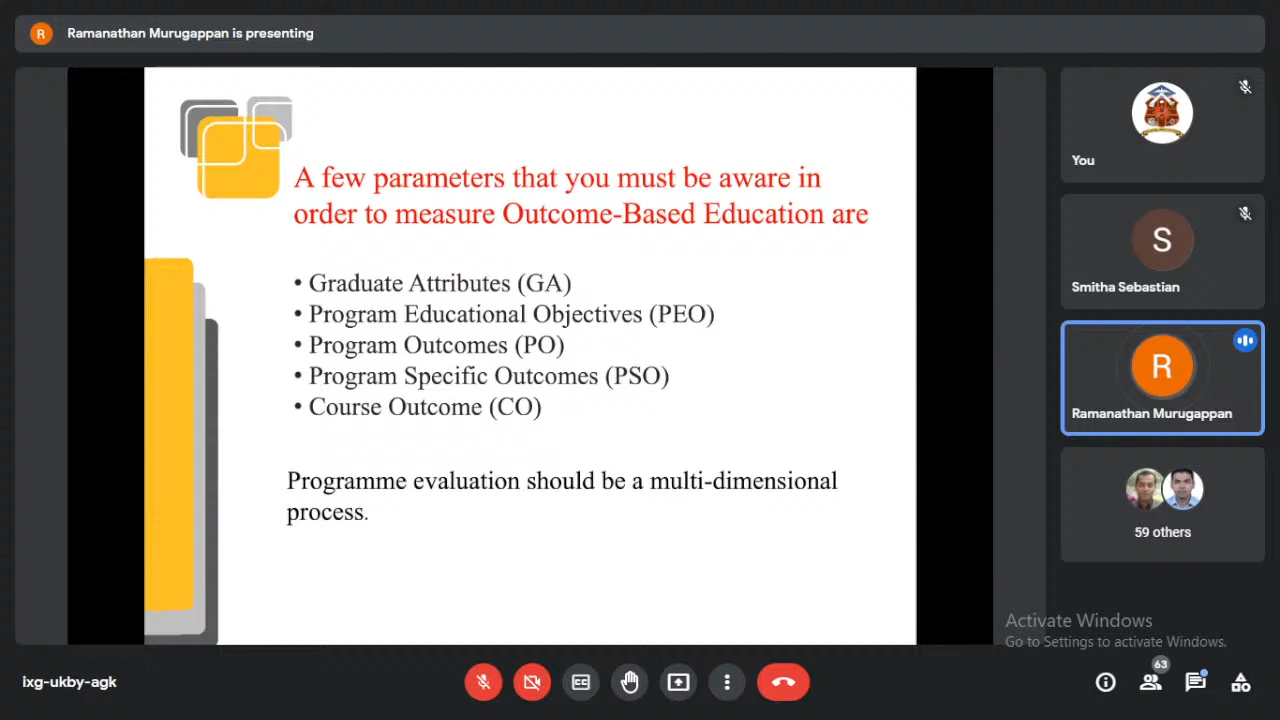 R
Ramanathan Murugappan is presenting
A few parameters that you must be aware in
order to measure Outcome-Based Education are
• Graduate Attributes (GA)
• Program Educational Objectives (PEO)
• Program Outcomes (PO)
• Program Specific Outcomes (PSO)
• Course Outcome (CO)
Programme evaluation should be a multi-dimensional
process.
You
S
Smitha Sebastian
R
Ramanathan Murugappan
59 others
Activate Windows
Go to Settings to activate Windows.
ixg-ukby-agk
63